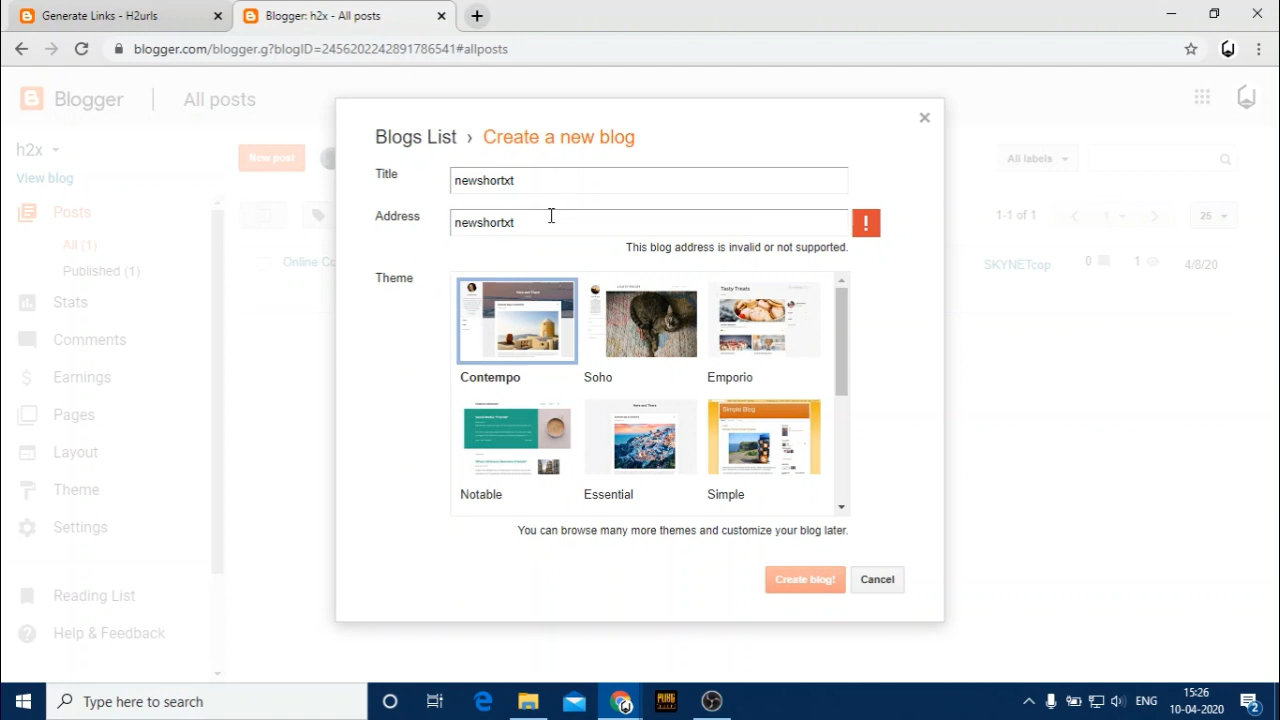 Generate Links - H2urls
Blogger: h2x - All posts
blogger.com/blogger.g?blogID=2456202242891786541#allposts
Blogger
All posts
h2x
View blog
New post
All labels
Posts
All (1)
Published (1)
Stats
Comments
Earnings
Pages
Layout
Theme
Settings
Reading List
Help & Feedback
1-1 of 1
1
25
Online Co
SKYNETcop
0
1
4/8/20
Blogs List › Create a new blog
Title
newshortxt
Address
newshortxt
!
This blog address is invalid or not supported.
Theme
Tasty Treats
Contempo
Soho
Emporio
Simple Blog
Notable
Essential
Simple
You can browse many more themes and customize your blog later.
Create blog!
Cancel
Type here to search
PUBG
ENG
15:26
10-04-2020
2